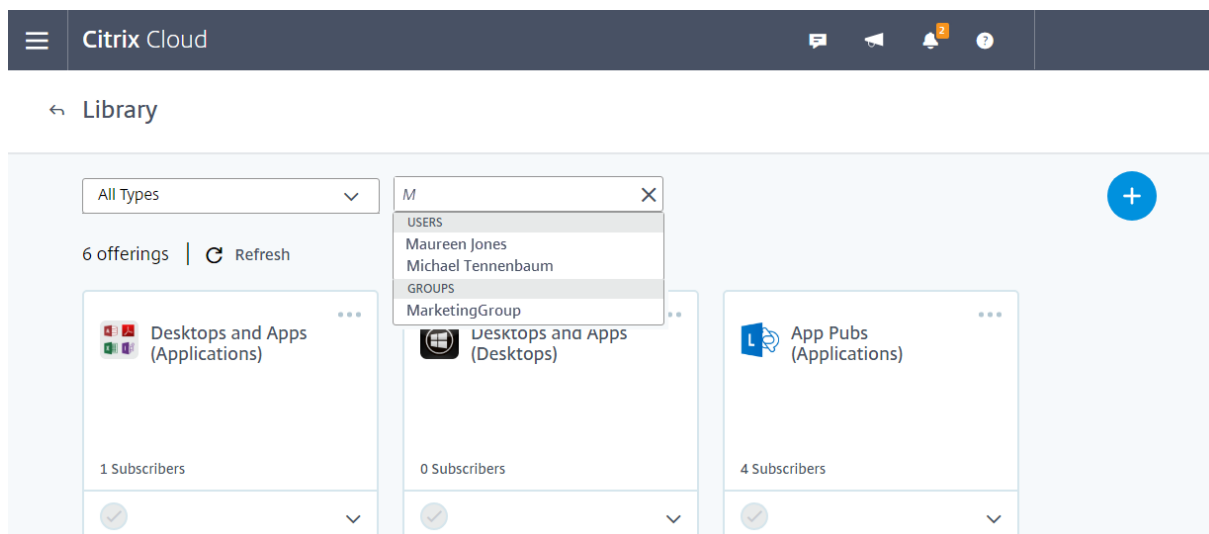 Citrix Cloud
2
?
Library
All Types
M
USERS
Maureen Jones
Michael Tennenbaum
GROUPS
MarketingGroup
6 offerings
Refresh
Desktops and Apps
(Applications)
1 Subscribers
Desktops and Apps
(Desktops)
0 Subscribers
L
App Pubs
(Applications)
4 Subscribers